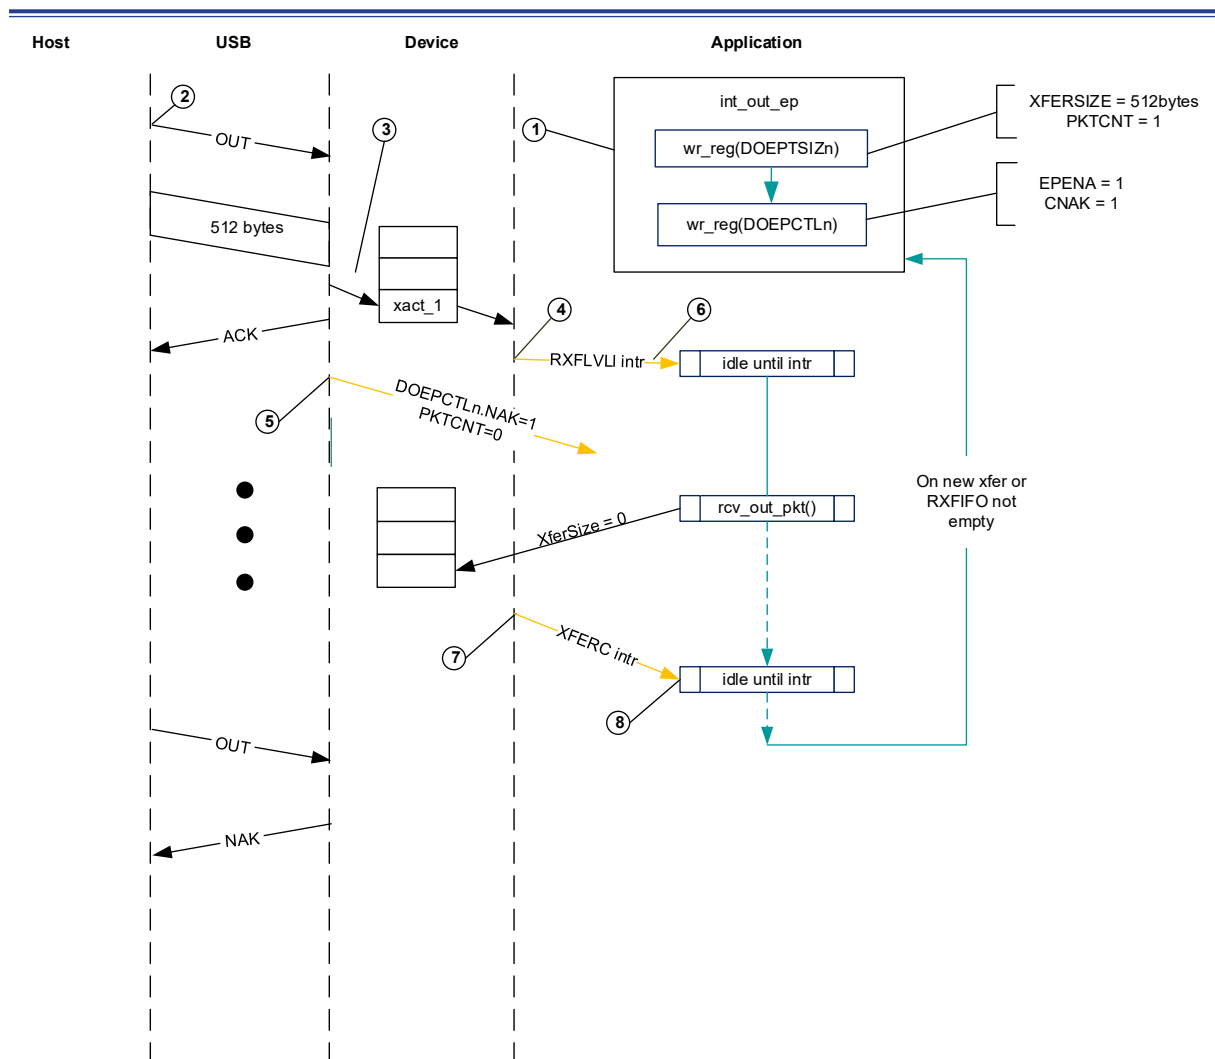 Host
USB
Device
Application
2
OUT
3
1
int_out_ep
wr_reg(DOEPTSIZn)
wr_reg(DOEPCTLn)
XFERSIZE = 512bytes
PKTCNT = 1
EPENA = 1
CNAK = 1
512 bytes
xact_1
ACK
4
6
RXFLVLI intr
idle until intr
5
DOEPCTLn.NAK=1
PKTCNT=0
On new xfer or
RXFIFO not
empty
rcv_out_pkt()
XferSize = 0
7
XFERC intr
idle until intr
8
OUT
NAK